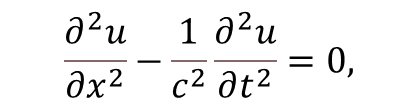 ∂²u/∂x² − 1/c² ∂²u/∂t² = 0,